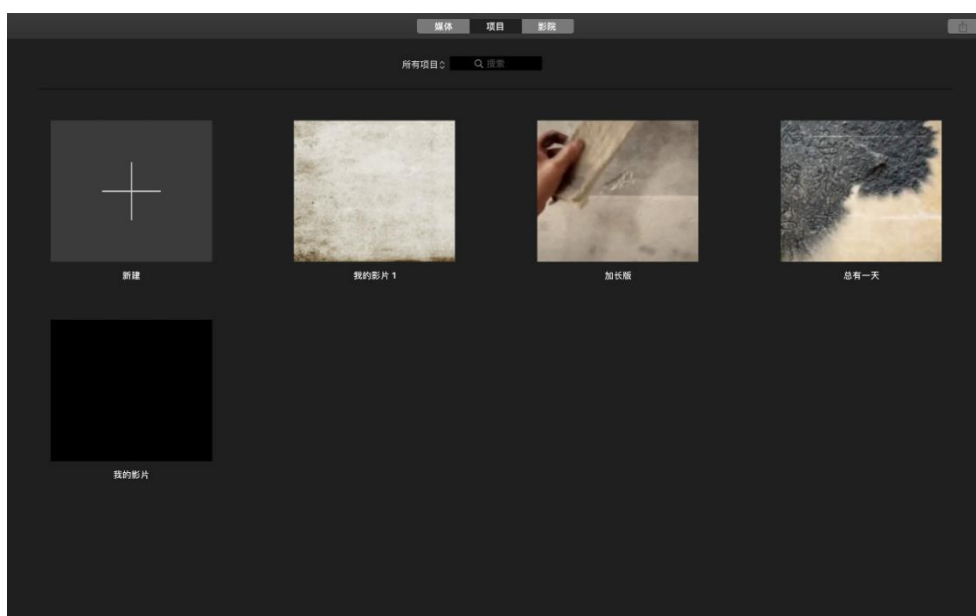 媒体 项目 影院
所有项目 搜索
新建 我的影片 1 加长版 总有一天
我的影片